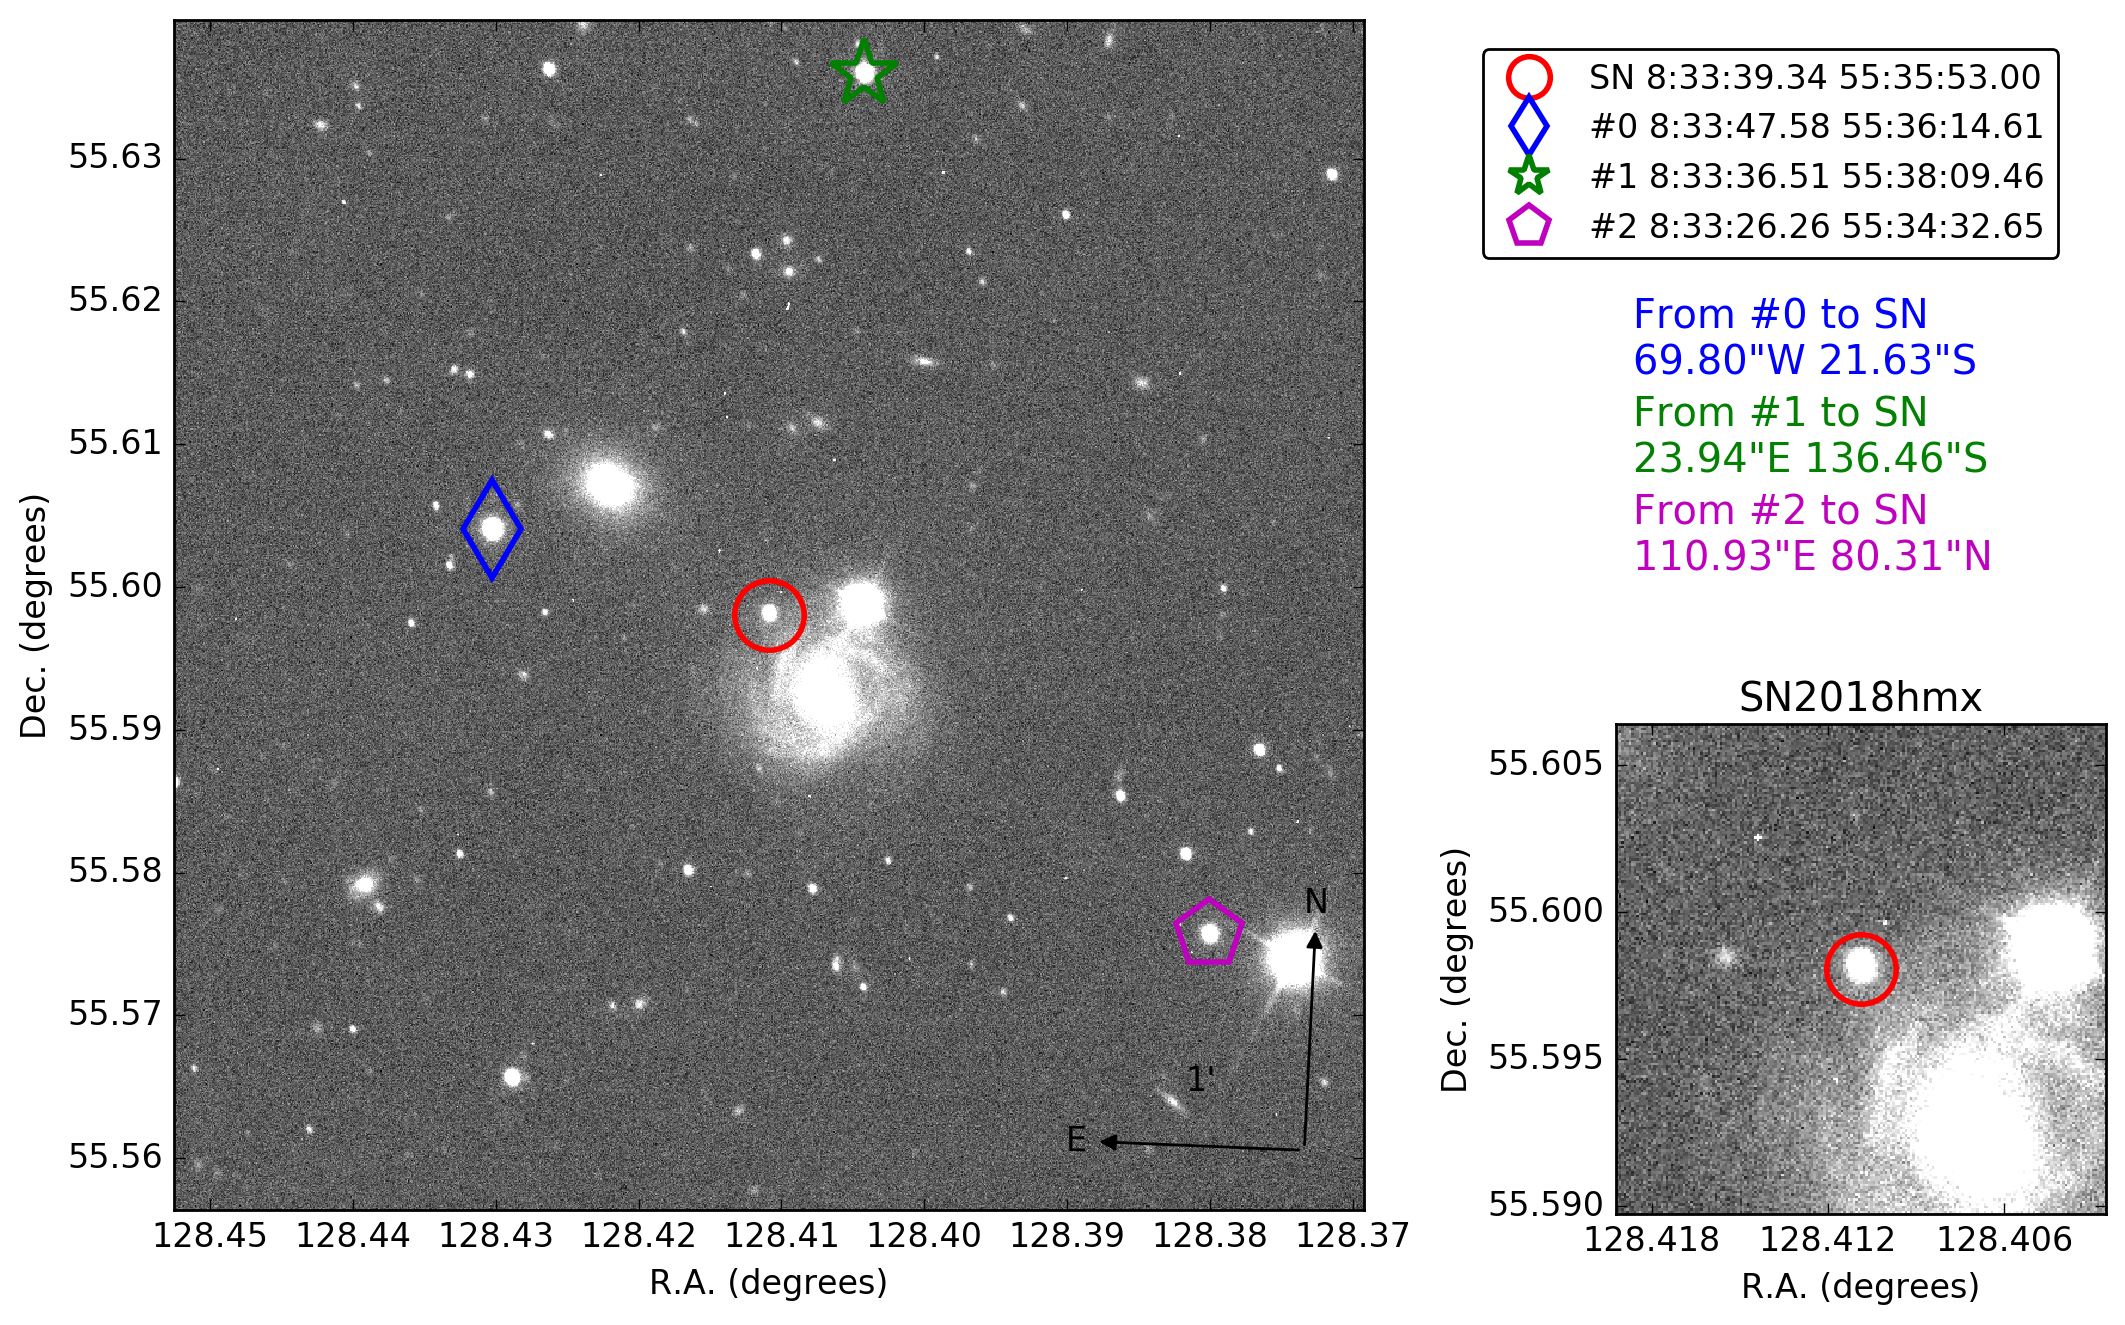 55.63
55.62
55.61
55.60
55.59
55.58
55.57
55.56
Dec. (degrees)
128.45 128.44 128.43 128.42 128.41 128.40 128.39 128.38 128.37
R.A. (degrees)
N
1'
E
SN 8:33:39.34 55:35:53.00
#0 8:33:47.58 55:36:14.61
#1 8:33:36.51 55:38:09.46
#2 8:33:26.26 55:34:32.65
From #0 to SN
69.80"W 21.63"S
From #1 to SN
23.94"E 136.46"S
From #2 to SN
110.93"E 80.31"N
SN2018hmx
55.605
55.600
55.595
55.590
Dec. (degrees)
128.418 128.412 128.406
R.A. (degrees)